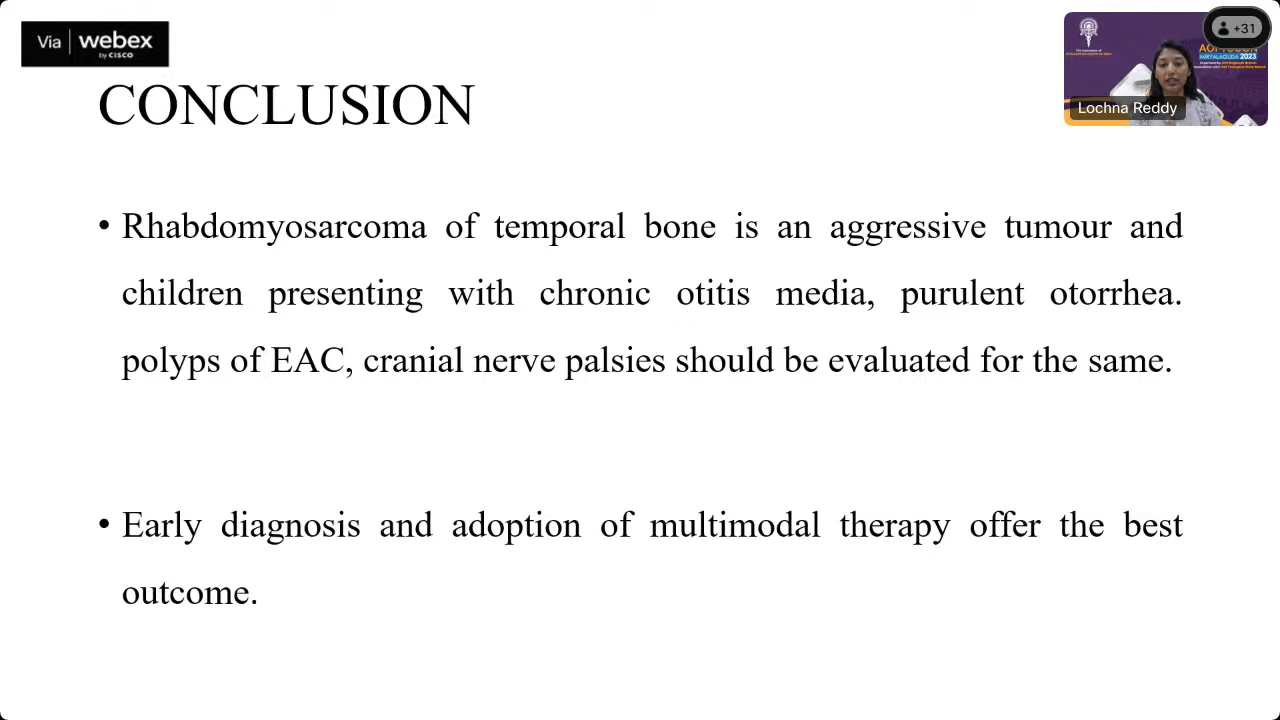 Via webex
by CISCO
+31
MIRYALAGUDA 2023
Lochna Reddy
CONCLUSION
• Rhabdomyosarcoma of temporal bone is an aggressive tumour and
children presenting with chronic otitis media, purulent otorrhea.
polyps of EAC, cranial nerve palsies should be evaluated for the same.
• Early diagnosis and adoption of multimodal therapy offer the best
outcome.